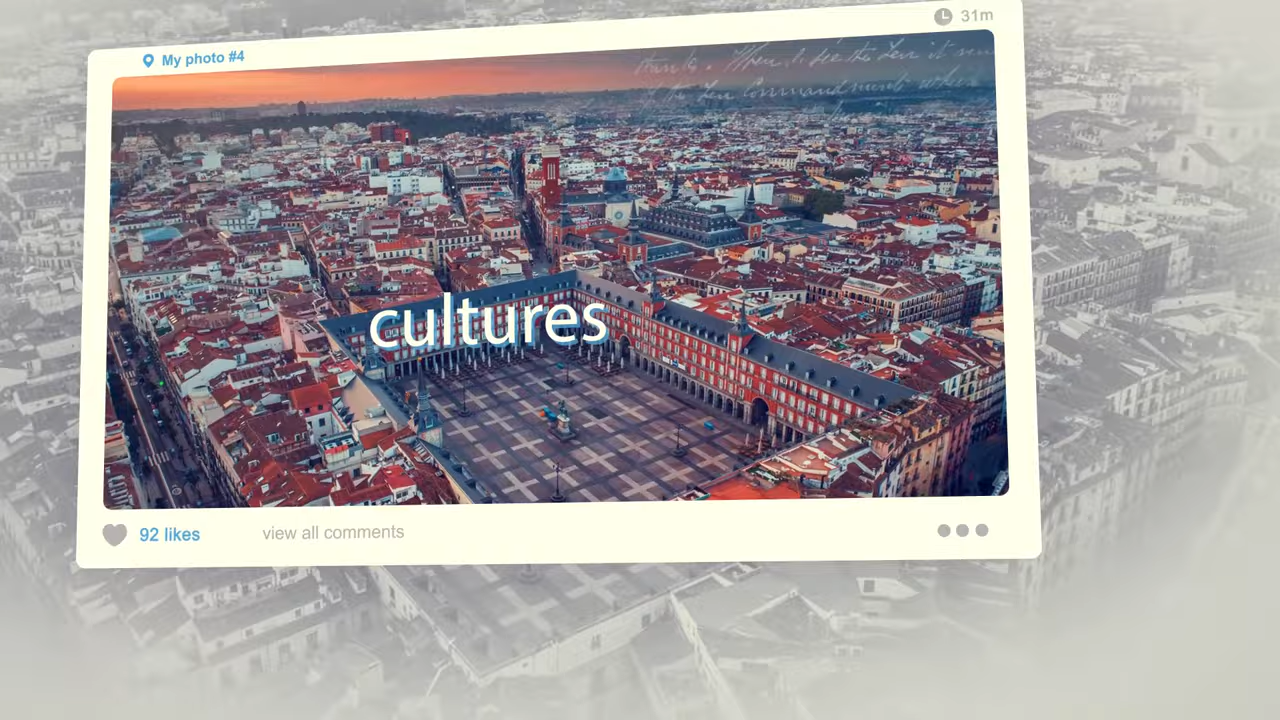 My photo #4
31m
cultures
92 likes
view all comments